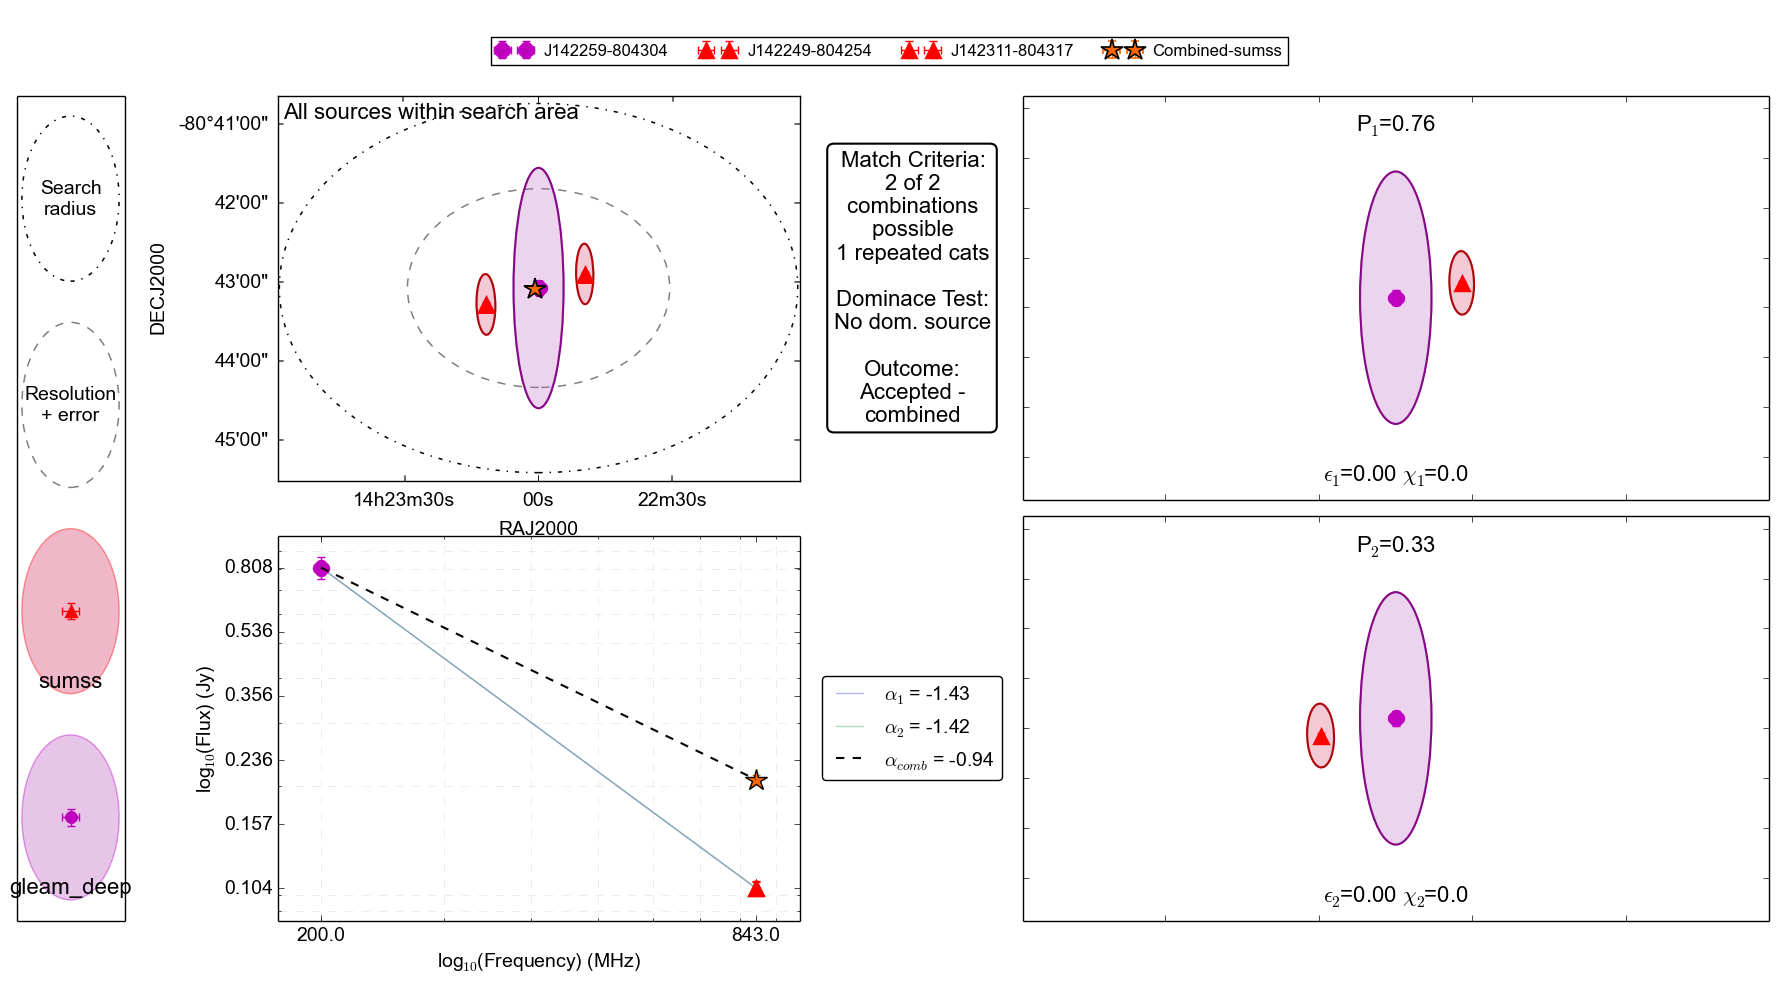 J142259-804304 J142249-804254 J142311-804317 Combined-sumss
Search
radius
Resolution
+ error
sumss
gleam_deep
All sources within search area
DECJ2000
-80°41'00"
42'00"
43'00"
44'00"
45'00"
14h23m30s 00s 22m30s
RAJ2000
Match Criteria:
2 of 2
combinations
possible
1 repeated cats
Dominace Test:
No dom. source
Outcome:
Accepted -
combined
P1=0.76
ϵ1=0.00 χ1=0.0
P2=0.33
ϵ2=0.00 χ2=0.0
log10(Flux) (Jy)
0.808
0.536
0.356
0.236
0.157
0.104
200.0 843.0
log10(Frequency) (MHz)
α1 = -1.43
α2 = -1.42
αcomb = -0.94